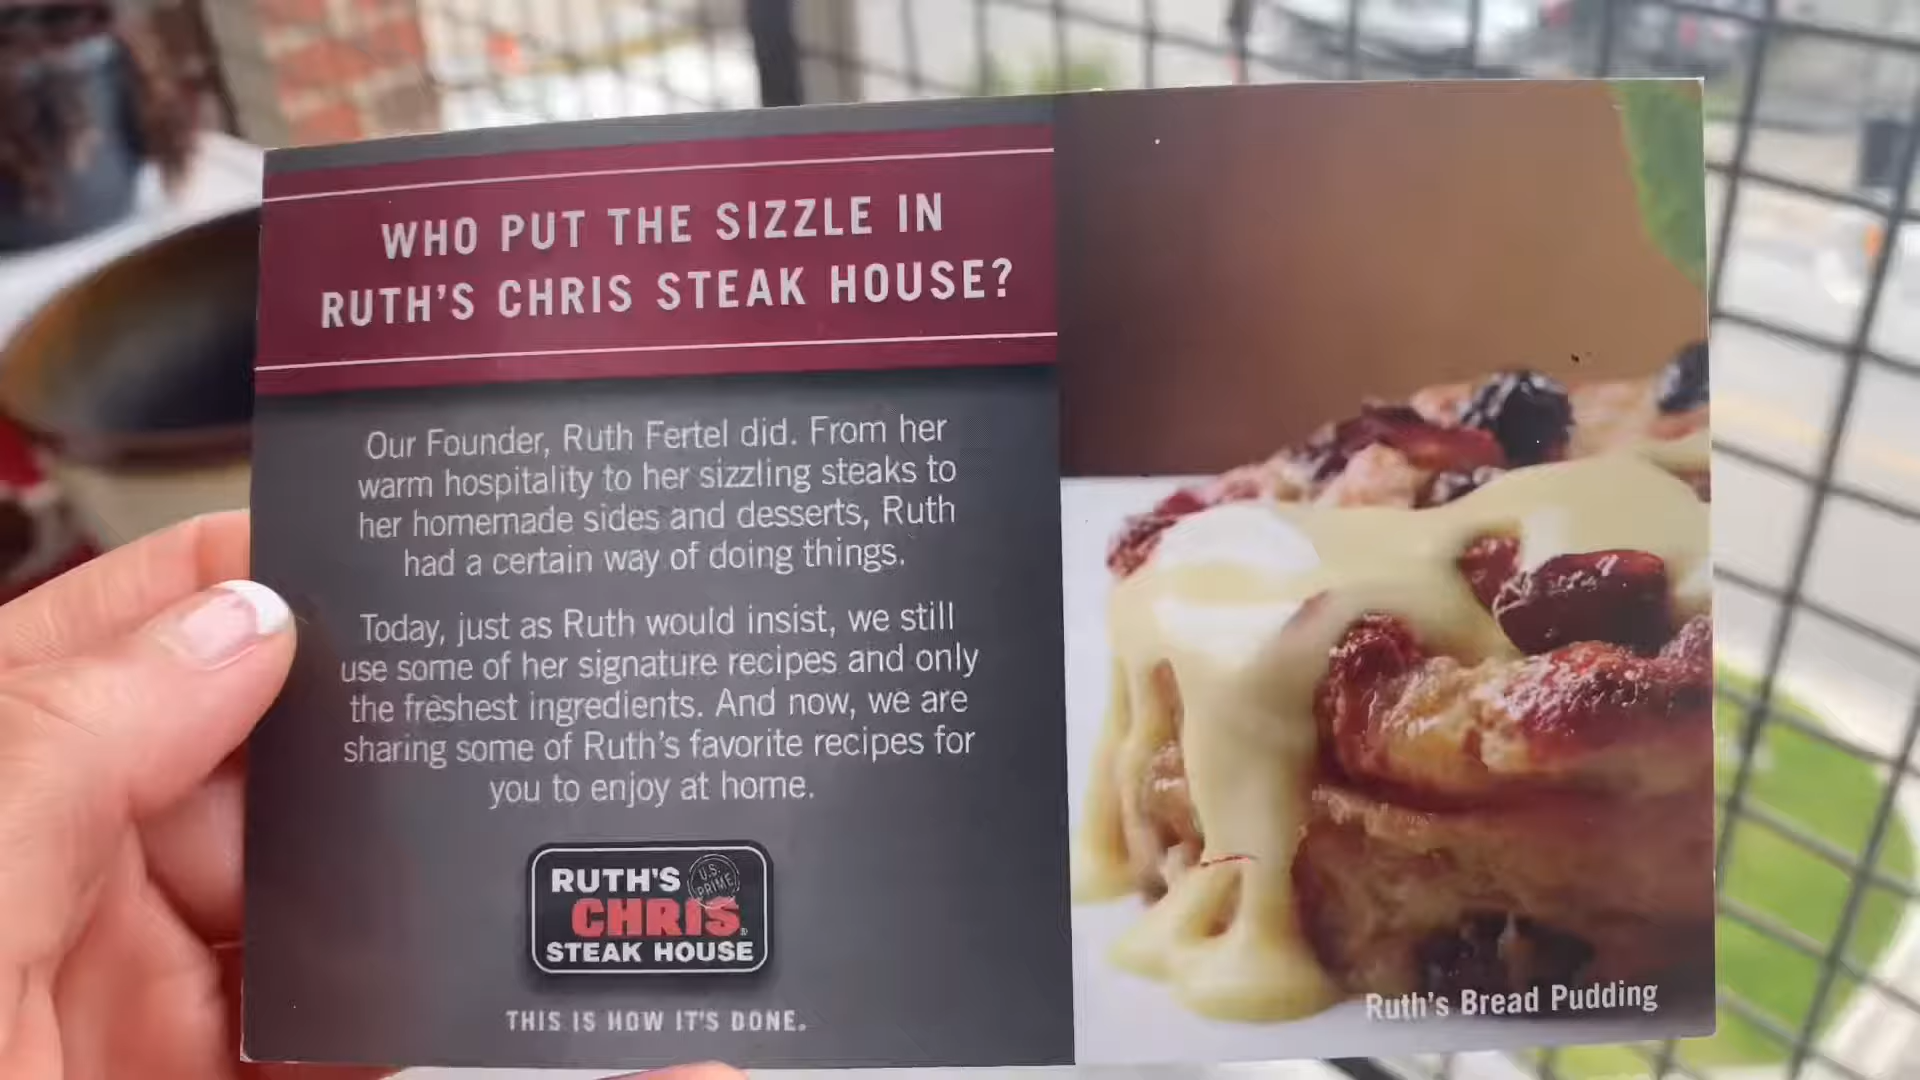 WHO PUT THE SIZZLE IN
RUTH'S CHRIS STEAK HOUSE?
Our Founder, Ruth Fertel did. From her
warm hospitality to her sizzling steaks to
her homemade sides and desserts, Ruth
had a certain way of doing things.
Today, just as Ruth would insist, we still
use some of her signature recipes and only
the freshest ingredients. And now, we are
sharing some of Ruth's favorite recipes for
you to enjoy at home.
RUTH'S
U.S.
PRIME
CHRIS®
STEAK HOUSE
THIS IS HOW IT'S DONE.
Ruth's Bread Pudding